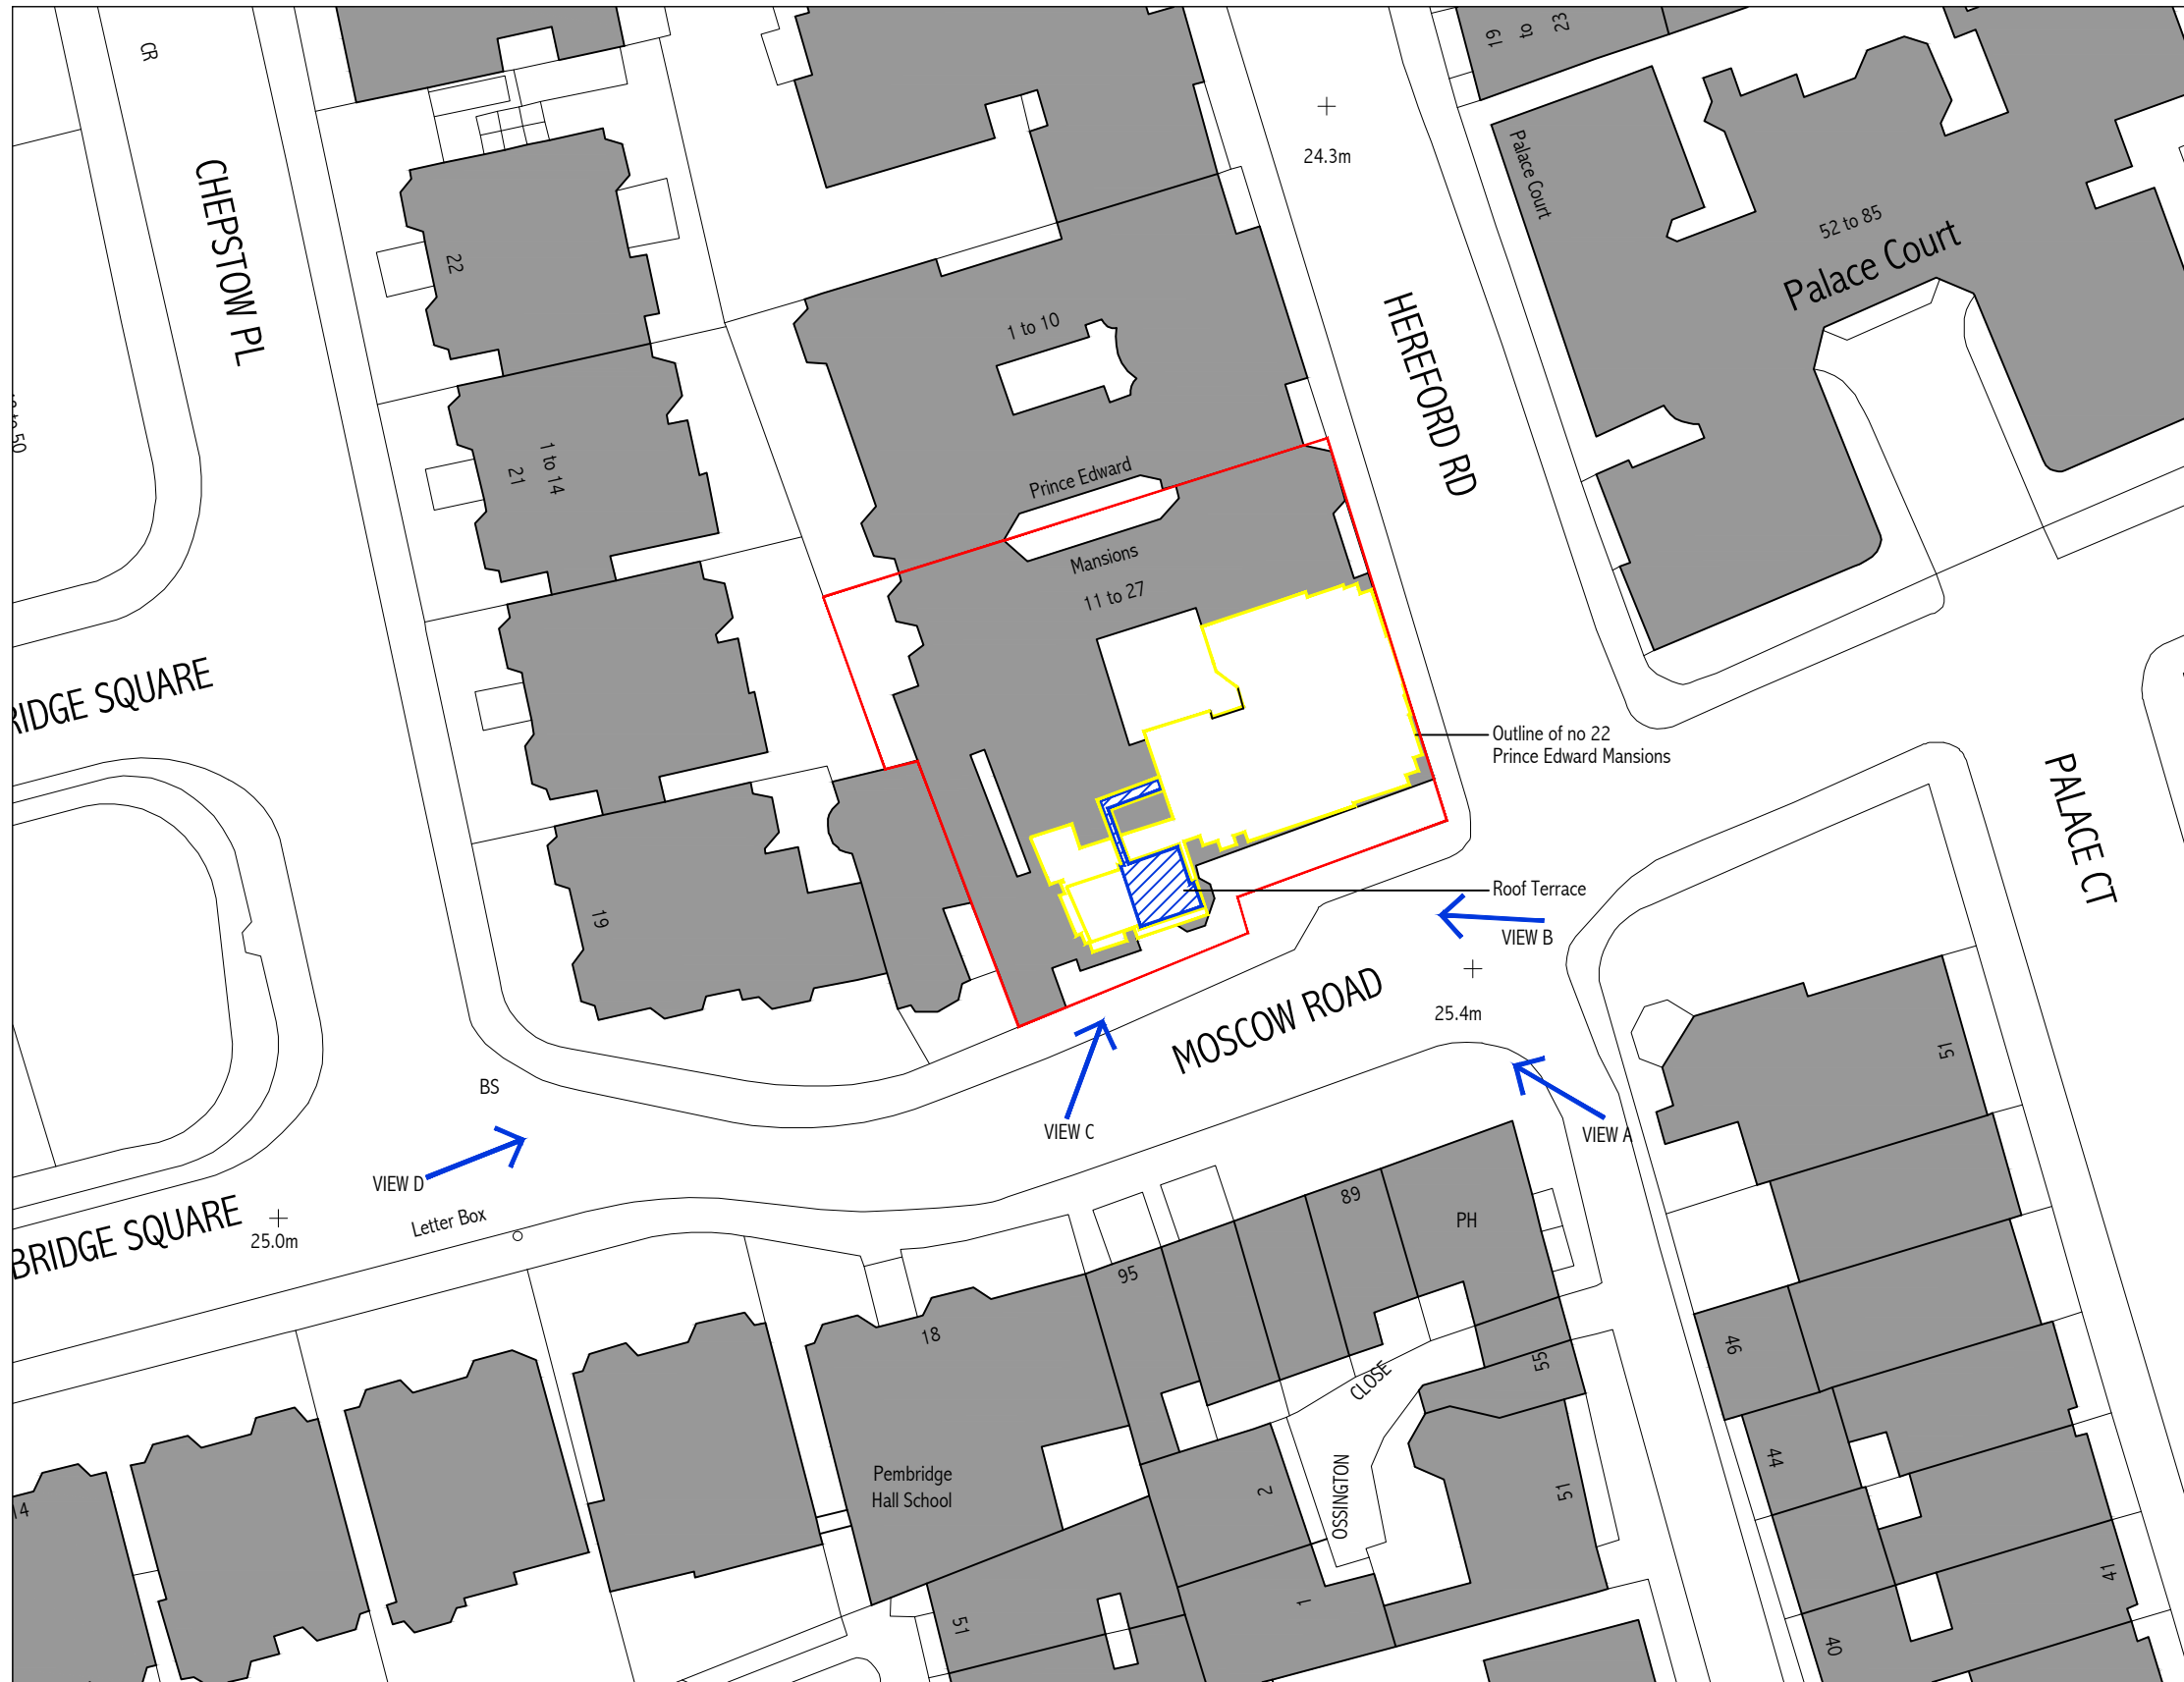 CR
19
to
23
CHEPSTOW PL
24.3m
Palace Court
52 to 85
Palace Court
22
1 to 10
HEREFORD RD
1 to 14
21
Prince Edward
Mansions
11 to 27
RIDGE SQUARE
Outline of no 22
Prince Edward Mansions
PALACE CT
Roof Terrace
19
VIEW B
25.4m
MOSCOW ROAD
51
BS
VIEW C
VIEW A
VIEW D
Letter Box
BRIDGE SQUARE
25.0m
89
PH
95
18
46
55
CLOSE
44
Pembridge
Hall School
OSSINGTON
2
51
14
41
1
51
40